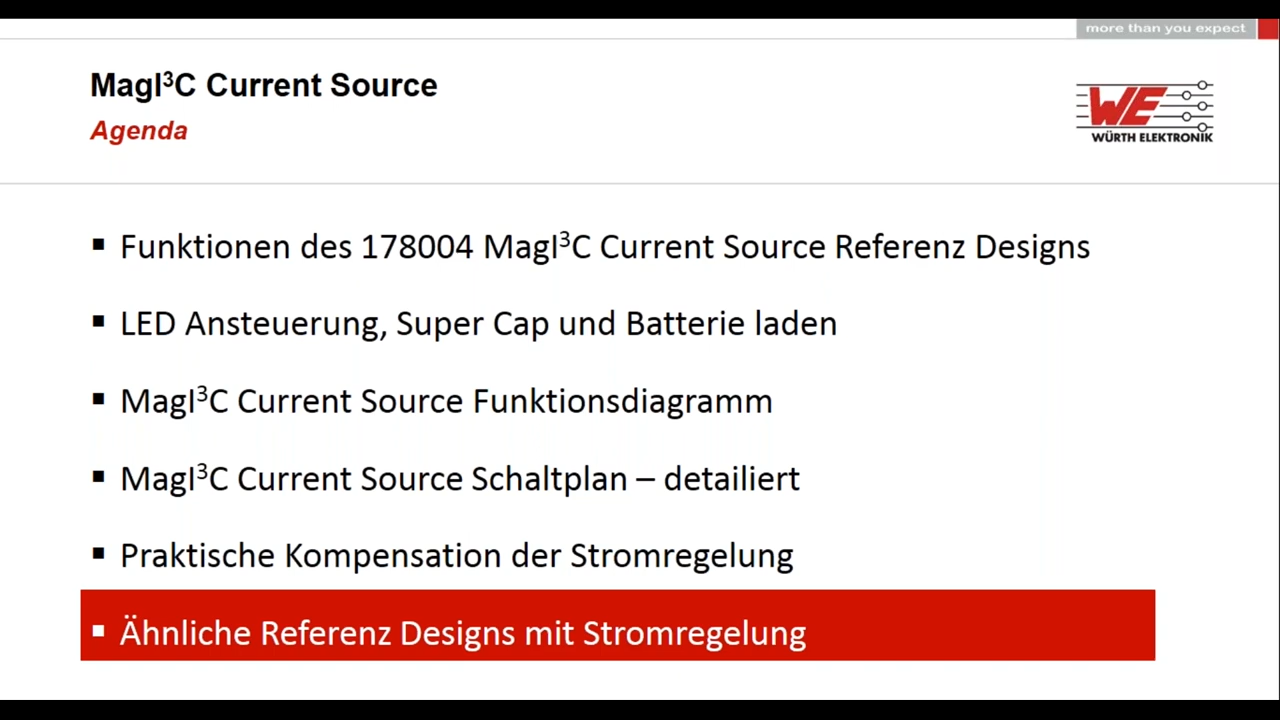 more than you expect
MagI³C Current Source
Agenda
WE
WÜRTH ELEKTRONIK
▪ Funktionen des 178004 MagI³C Current Source Referenz Designs
▪ LED Ansteuerung, Super Cap und Batterie laden
▪ MagI³C Current Source Funktionsdiagramm
▪ MagI³C Current Source Schaltplan – detailiert
▪ Praktische Kompensation der Stromregelung
▪ Ähnliche Referenz Designs mit Stromregelung